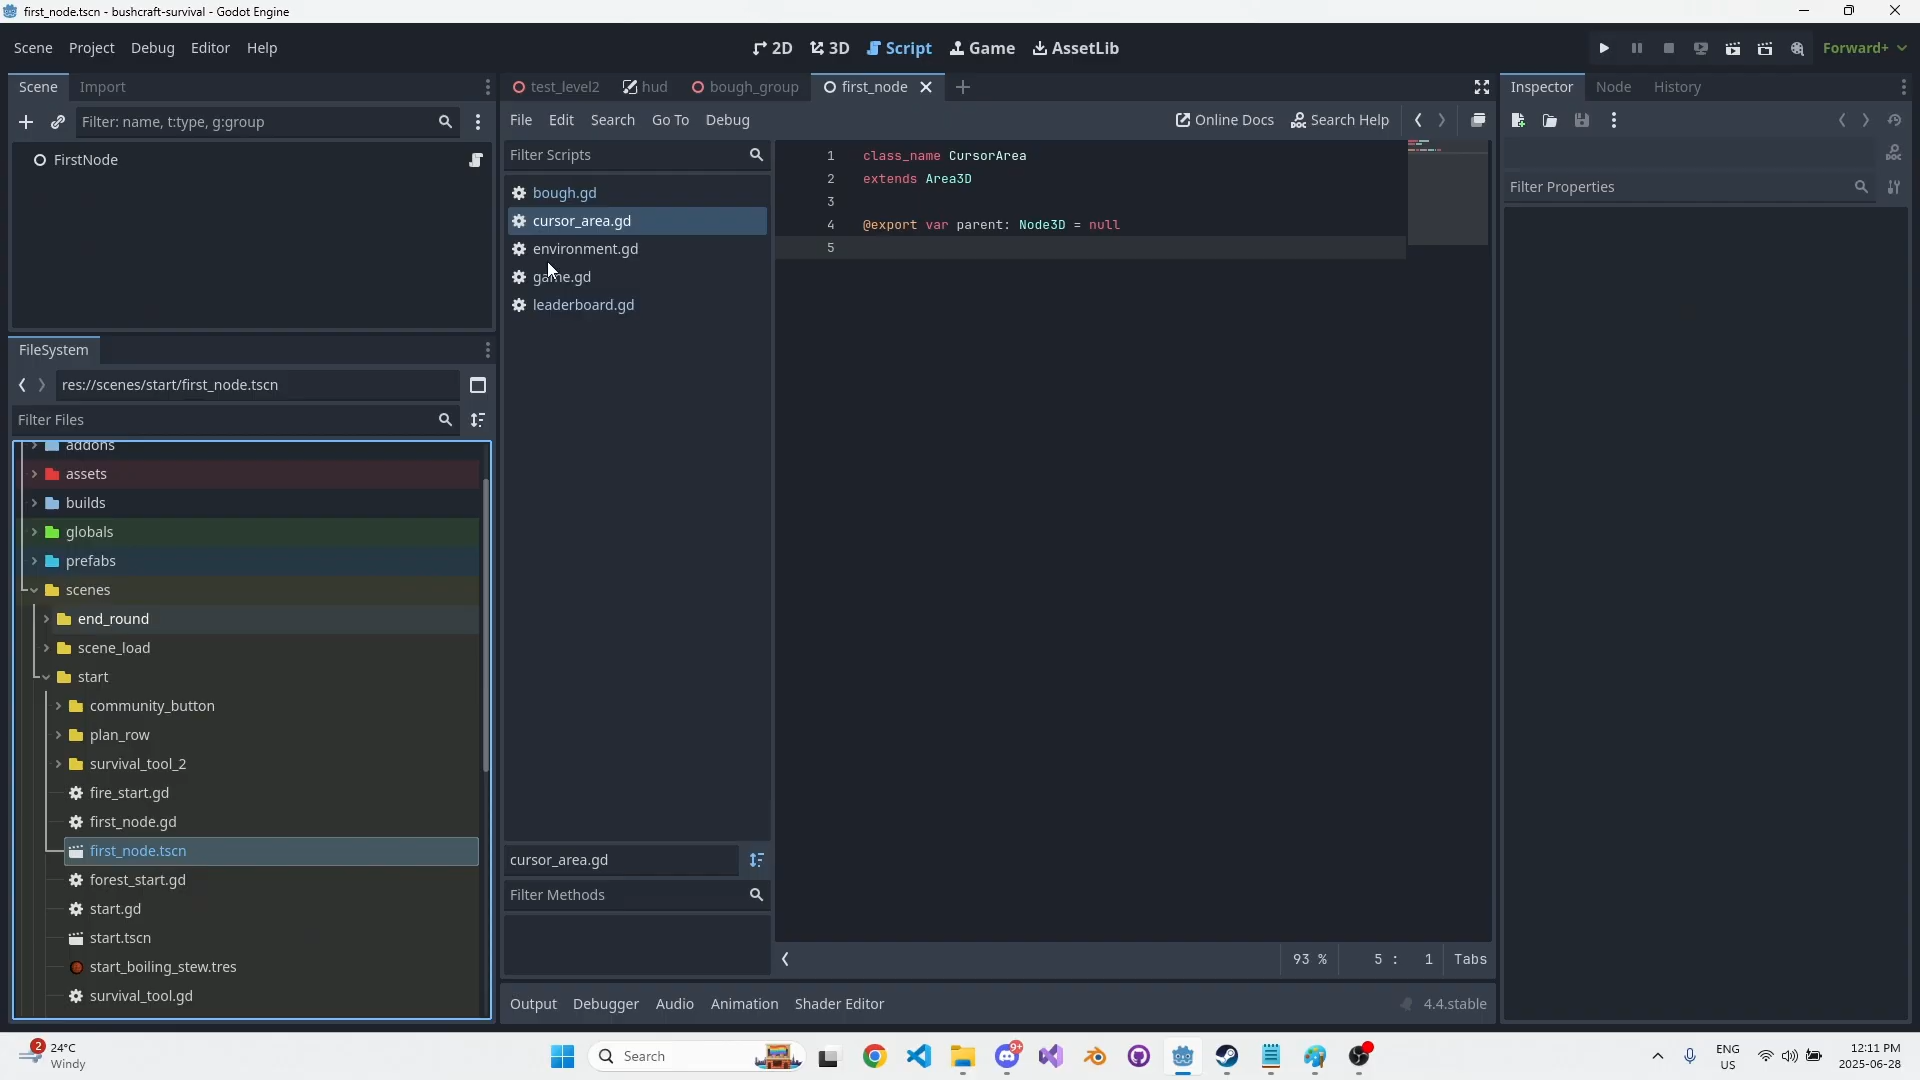 first_node.tscn - bushcraft-survival - Godot Engine
Scene Project Debug Editor Help
2D 3D Script Game AssetLib
Forward+
Scene Import
test_level2 hud bough_group first_node
Inspector Node History
Filter: name, t:type, g:group
File Edit Search Go To Debug
Online Docs Search Help
FirstNode
Filter Scripts
bough.gd
cursor_area.gd
environment.gd
game.gd
leaderboard.gd
1 class_name CursorArea
2 extends Area3D
3
4 @export var parent: Node3D = null
5
Filter Properties
FileSystem
res://scenes/start/first_node.tscn
Filter Files
addons
assets
builds
globals
prefabs
scenes
end_round
scene_load
start
community_button
plan_row
survival_tool_2
fire_start.gd
first_node.gd
first_node.tscn
forest_start.gd
start.gd
start.tscn
start_boiling_stew.tres
survival_tool.gd
cursor_area.gd
Filter Methods
93 % 5 : 1 Tabs
Output Debugger Audio Animation Shader Editor
4.4.stable
2
24°C
Windy
Search
9+
ENG
US
12:11 PM
2025-06-28